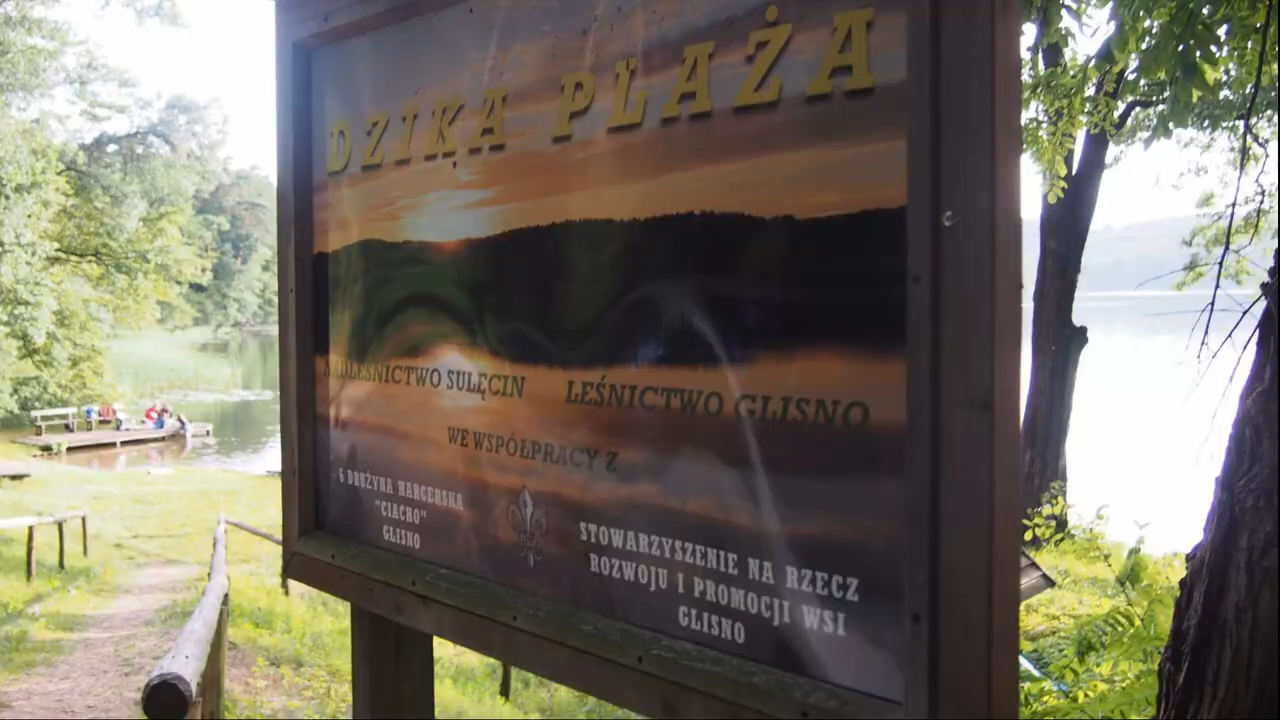 DZIKA PLAŻA
NADLEŚNICTWO SULĘCIN LEŚNICTWO GLISNO
WE WSPÓŁPRACY Z
6 DRUŻYNA HARCERSKA
"CIACHO"
GLISNO
STOWARZYSZENIE NA RZECZ
ROZWOJU I PROMOCJI WSI
GLISNO